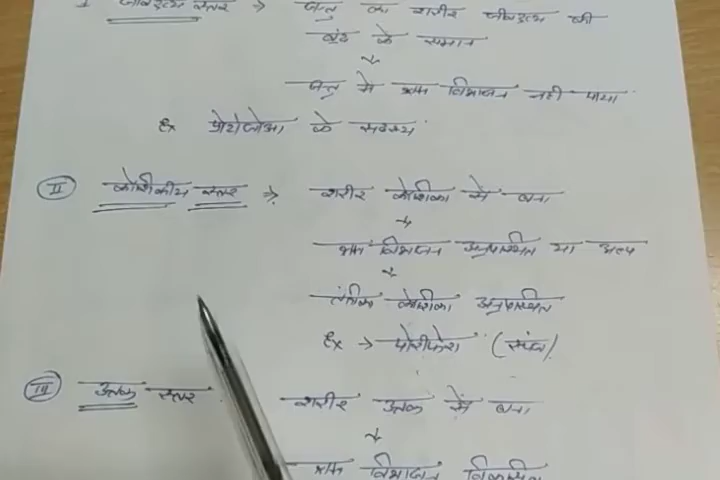 I जीवद्रव्य स्तर ⇒ जन्तु का शरीर जीवद्रव्य की
बूंद के समान
↓
जन्तु में श्रम विभाजन नही पाया
Ex प्रोटोजोआ के सदस्य
II कोशिकीय स्तर ⇒ शरीर कोशिका से बना
→
श्रम विभाजन अनुपस्थित या अल्प
↓
तंत्रिका कोशिका अनुपस्थित
Ex → पोरीफेरा (स्पंज)
III ऊतक स्तर शरीर ऊतक से बना
↓
श्रम विभाजन विकसित